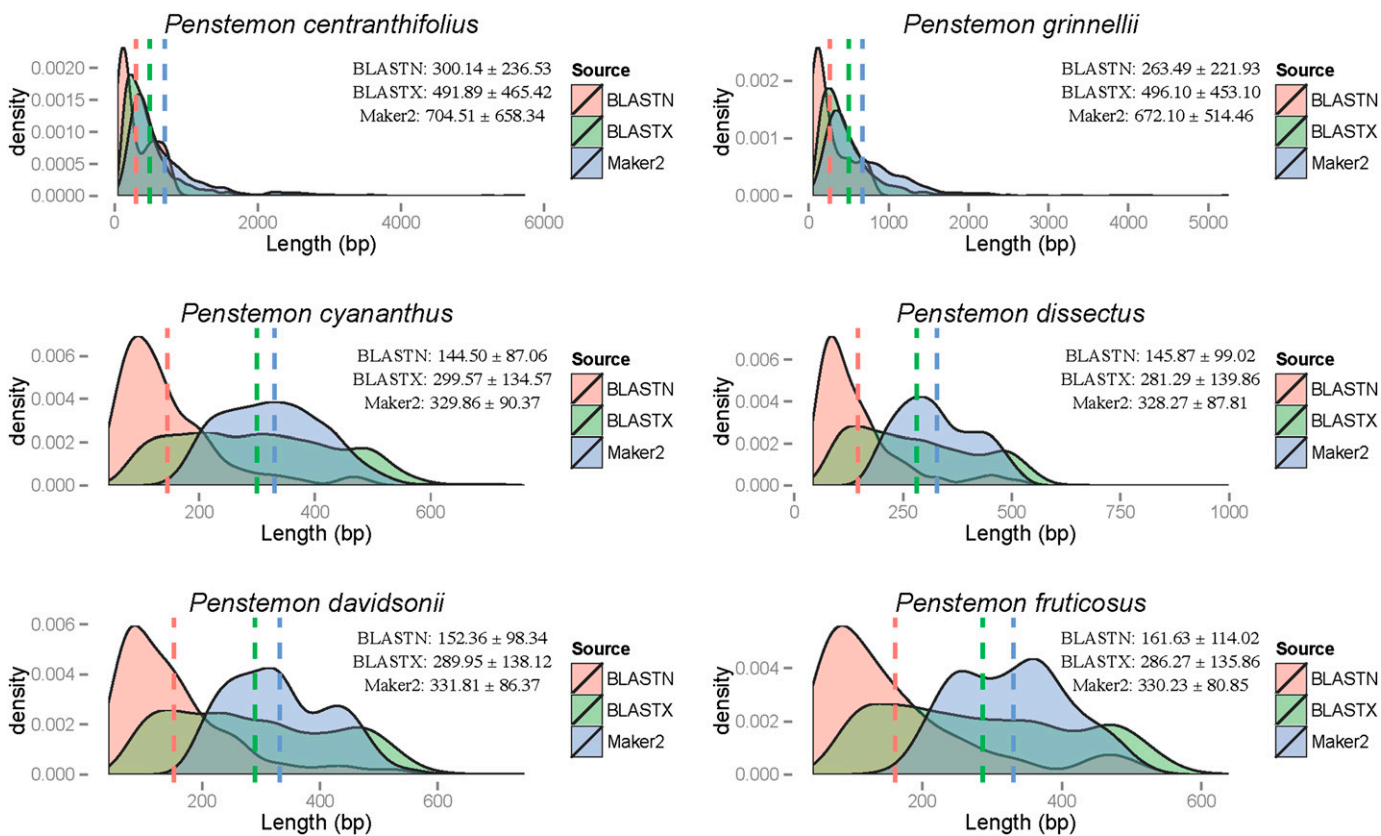 Penstemon centranthifolius
density
0.0020
0.0015
0.0010
0.0005
0.0000
0
2000
4000
6000
Length (bp)
BLASTN: 300.14 ± 236.53
BLASTX: 491.89 ± 465.42
Maker2: 704.51 ± 658.34
Source
BLASTN
BLASTX
Maker2
Penstemon grinnellii
density
0.002
0.001
0.000
0
1000
2000
3000
4000
5000
Length (bp)
BLASTN: 263.49 ± 221.93
BLASTX: 496.10 ± 453.10
Maker2: 672.10 ± 514.46
Source
BLASTN
BLASTX
Maker2
Penstemon cyananthus
density
0.006
0.004
0.002
0.000
200
400
600
Length (bp)
BLASTN: 144.50 ± 87.06
BLASTX: 299.57 ± 134.57
Maker2: 329.86 ± 90.37
Source
BLASTN
BLASTX
Maker2
Penstemon dissectus
density
0.006
0.004
0.002
0.000
0
250
500
750
1000
Length (bp)
BLASTN: 145.87 ± 99.02
BLASTX: 281.29 ± 139.86
Maker2: 328.27 ± 87.81
Source
BLASTN
BLASTX
Maker2
Penstemon davidsonii
density
0.006
0.004
0.002
0.000
200
400
600
Length (bp)
BLASTN: 152.36 ± 98.34
BLASTX: 289.95 ± 138.12
Maker2: 331.81 ± 86.37
Source
BLASTN
BLASTX
Maker2
Penstemon fruticosus
density
0.004
0.002
0.000
200
400
600
Length (bp)
BLASTN: 161.63 ± 114.02
BLASTX: 286.27 ± 135.86
Maker2: 330.23 ± 80.85
Source
BLASTN
BLASTX
Maker2